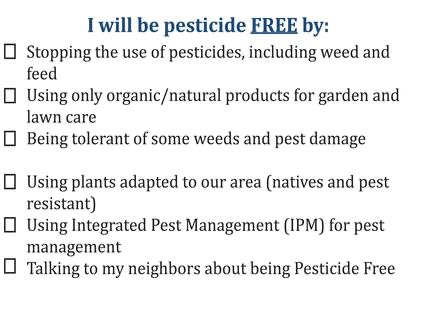 I will be pesticide FREE by:
Stopping the use of pesticides, including weed and
feed
Using only organic/natural products for garden and
lawn care
Being tolerant of some weeds and pest damage
Using plants adapted to our area (natives and pest
resistant)
Using Integrated Pest Management (IPM) for pest
management
Talking to my neighbors about being Pesticide Free